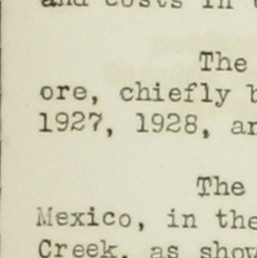 and costs in
The
ore, chiefly
1927, 1928, an
The
Mexico, in the
Creek, as show